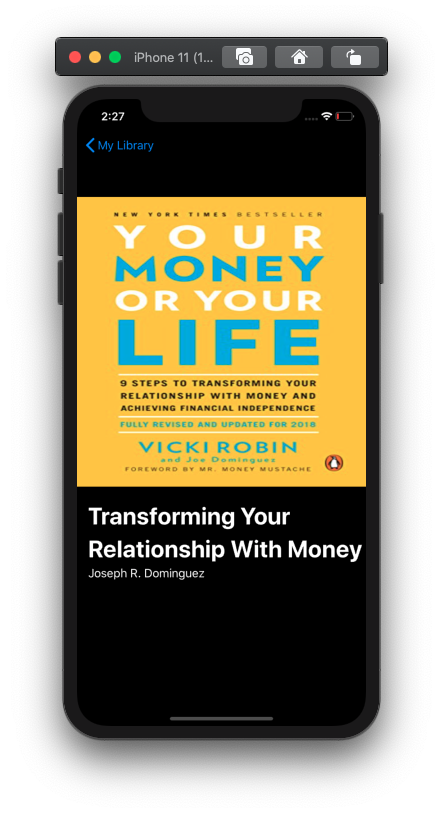 iPhone 11 (1...
2:27
My Library
NEW YORK TIMES BESTSELLER
YOUR
MONEY
OR YOUR
LIFE
9 STEPS TO TRANSFORMING YOUR
RELATIONSHIP WITH MONEY AND
ACHIEVING FINANCIAL INDEPENDENCE
FULLY REVISED AND UPDATED FOR 2018
VICKI ROBIN
and Joe Dominguez
FOREWORD BY MR. MONEY MUSTACHE
Transforming Your
Relationship With Money
Joseph R. Dominguez